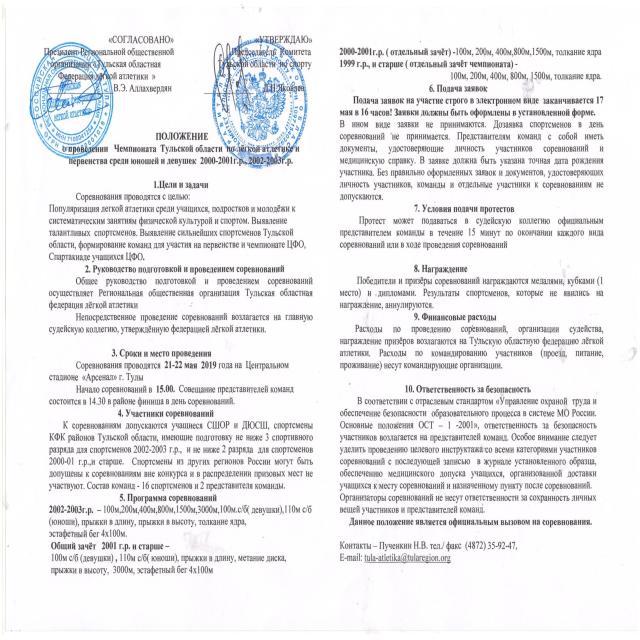 «СОГЛАСОВАНО»
Президент Региональной общественной
организации «Тульская областная
Федерация лёгкой атлетики »
В.Э. Аллахвердян
«УТВЕРЖДАЮ»
Председатель Комитета
Тульской области по спорту
ПОЛОЖЕНИЕ
о проведении Чемпионата Тульской области по лёгкой атлетике и
первенства среди юношей и девушек 2000-2001г.р., 2002-2003г.р.
1.Цели и задачи
Соревнования проводятся с целью:
Популяризация легкой атлетики среди учащихся, подростков и молодёжи к
систематическим занятиям физической культурой и спортом. Выявление
талантливых спортсменов. Выявление сильнейших спортсменов Тульской
области, формирование команд для участия на первенстве и чемпионате ЦФО,
Спартакиаде учащихся ЦФО.
2. Руководство подготовкой и проведением соревнований
Общее руководство подготовкой и проведением соревнований
осуществляет Региональная общественная организация Тульская областная
федерация лёгкой атлетики
Непосредственное проведение соревнований возлагается на главную
судейскую коллегию, утверждённую федерацией лёгкой атлетики.
3. Сроки и место проведения
Соревнования проводятся 21-22 мая 2019 года на Центральном
стадионе «Арсенал» г. Тулы
Начало соревнований в 15.00. Совещание представителей команд
состоится в 14.30 в районе финиша в день соревнований.
4. Участники соревнований
К соревнованиям допускаются учащиеся СШОР и ДЮСШ, спортсмены
КФК районов Тульской области, имеющие подготовку не ниже 3 спортивного
разряда для спортсменов 2002-2003 г.р., и не ниже 2 разряда для спортсменов
2000-01 г.р.,и старше. Спортсмены из других регионов России могут быть
допущены к соревнованиям вне конкурса и в распределении призовых мест не
участвуют. Состав команд - 16 спортсменов и 2 представителя команды.
5. Программа соревнований
2002-2003г.р. – 100м,200м,400м,800м,1500м,3000м,100м.с/б( девушки),110м с/б
(юноши), прыжки в длину, прыжки в высоту, толкание ядра,
эстафетный бег 4х100м.
Общий зачёт 2001 г.р. и старше –
100м с/б (девушки) , 110м с/б( юноши), прыжки в длину, метание диска,
прыжки в высоту, 3000м, эстафетный бег 4х100м
2000-2001г.р. ( отдельный зачёт) -100м, 200м, 400м,800м,1500м, толкание ядра
1999 г.р., и старше ( отдельный зачёт чемпионата) -
100м, 200м, 400м, 800м, 1500м, толкание ядра.
6. Подача заявок
Подача заявок на участие строго в электронном виде заканчивается 17
мая в 16 часов! Заявки должны быть оформлены в установленной форме.
В ином виде заявки не принимаются. Дозаявка спортсменов в день
соревнований не принимается. Представителям команд с собой иметь
документы, удостоверяющие личность участников соревнований и
медицинскую справку. В заявке должна быть указана точная дата рождения
участника. Без правильно оформленных заявок и документов, удостоверяющих
личность участников, команды и отдельные участники к соревнованиям не
допускаются.
7. Условия подачи протестов
Протест может подаваться в судейскую коллегию официальным
представителем команды в течение 15 минут по окончании каждого вида
соревнований или в ходе проведения соревнований
8. Награждение
Победители и призёры соревнований награждаются медалями, кубками (1
место) и дипломами. Результаты спортсменов, которые не явились на
награждение, аннулируются.
9. Финансовые расходы
Расходы по проведению соревнований, организации судейства,
награждение призёров возлагаются на Тульскую областную федерацию лёгкой
атлетики. Расходы по командированию участников (проезд, питание,
проживание) несут командирующие организации.
10. Ответственность за безопасность
В соответствии с отраслевым стандартом «Управление охраной труда и
обеспечение безопасности образовательного процесса в системе МО России.
Основные положения ОСТ – 1 -2001», ответственность за безопасность
участников возлагается на представителей команд. Особое внимание следует
уделить проведению целевого инструктажа со всеми категориями участников
соревнований с последующей записью в журнале установленного образца,
обеспечению медицинского допуска учащихся, организованной доставки
учащихся к месту соревнований и назначенному пункту после соревнований.
Организаторы соревнований не несут ответственности за сохранность личных
вещей участников и представителей команд.
Данное положение является официальным вызовом на соревнования.
Контакты – Пученкин Н.В. тел./ факс (4872) 35-92-47,
E-mail: tula-atletika@tularegion.org